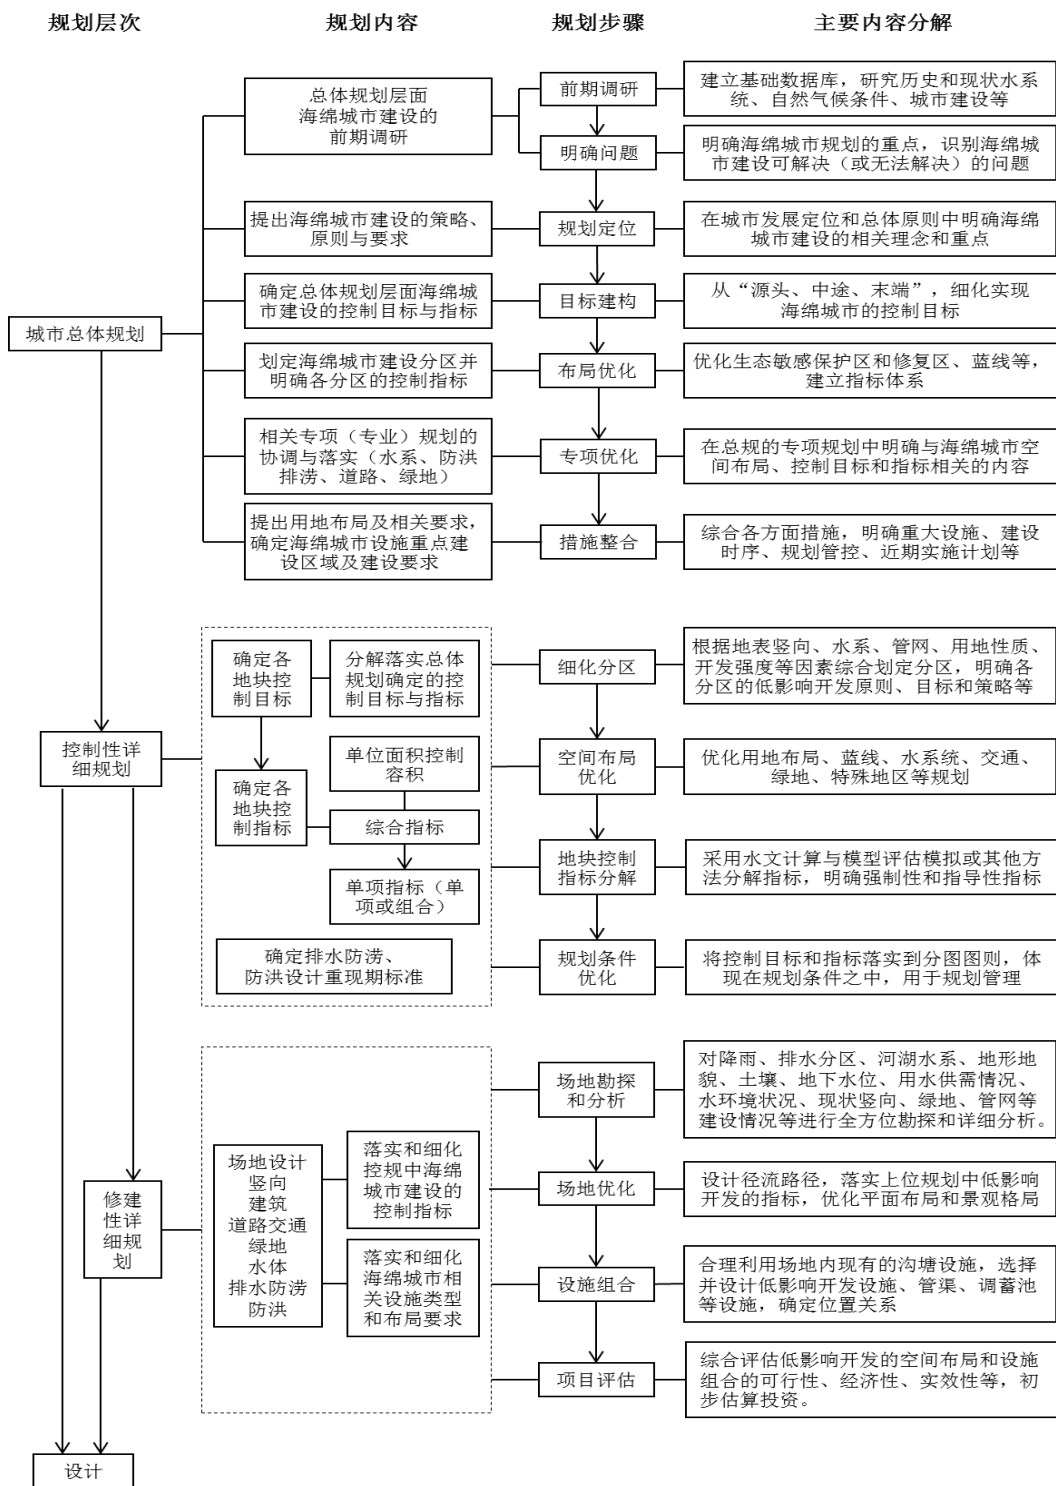 规划层次
规划内容
规划步骤
主要内容分解
城市总体规划
总体规划层面
海绵城市建设的
前期调研
前期调研
建立基础数据库，研究历史和现状水系
统、自然气候条件、城市建设等
明确问题
明确海绵城市规划的重点，识别海绵城
市建设可解决（或无法解决）的问题
提出海绵城市建设的策略、
原则与要求
规划定位
在城市发展定位和总体原则中明确海绵
城市建设的相关理念和重点
确定总体规划层面海绵城
市建设的控制目标与指标
目标建构
从“源头、中途、末端”，细化实现
海绵城市的控制目标
划定海绵城市建设分区并
明确各分区的控制指标
布局优化
优化生态敏感保护区和修复区、蓝线等，
建立指标体系
相关专项（专业）规划的
协调与落实（水系、防洪
排涝、道路、绿地）
专项优化
在总规的专项规划中明确与海绵城市空
间布局、控制目标和指标相关的内容
提出用地布局及相关要求，
确定海绵城市设施重点建
设区域及建设要求
措施整合
综合各方面措施，明确重大设施、建设
时序、规划管控、近期实施计划等
控制性详
细规划
确定各
地块控
制目标
分解落实总体
规划确定的控
制目标与指标
确定各
地块控
制指标
单位面积控制
容积
综合指标
单项指标（单
项或组合）
确定排水防涝、
防洪设计重现期标准
细化分区
根据地表竖向、水系、管网、用地性质、
开发强度等因素综合划定分区，明确各
分区的低影响开发原则、目标和策略等
空间布局
优化
优化用地布局、蓝线、水系统、交通、
绿地、特殊地区等规划
地块控制
指标分解
采用水文计算与模型评估模拟或其他方
法分解指标，明确强制性和指导性指标
规划条件
优化
将控制目标和指标落实到分图图则，体
现在规划条件之中，用于规划管理
修建
性详
细规
划
场地设计
竖向
建筑
道路交通
绿地
水体
排水防涝
防洪
落实和细化
控规中海绵
城市建设的
控制指标
落实和细化
海绵城市相
关设施类型
和布局要求
场地勘探
和分析
对降雨、排水分区、河湖水系、地形地
貌、土壤、地下水位、用水供需情况、
水环境状况、现状竖向、绿地、管网等
建设情况等进行全方位勘探和详细分析。
场地优化
设计径流路径，落实上位规划中低影响
开发的指标，优化平面布局和景观格局
设施组合
合理利用场地内现有的沟塘设施，选择
并设计低影响开发设施、管渠、调蓄池
等设施，确定位置关系
项目评估
综合评估低影响开发的空间布局和设施
组合的可行性、经济性、实效性等，初
步估算投资。
设计